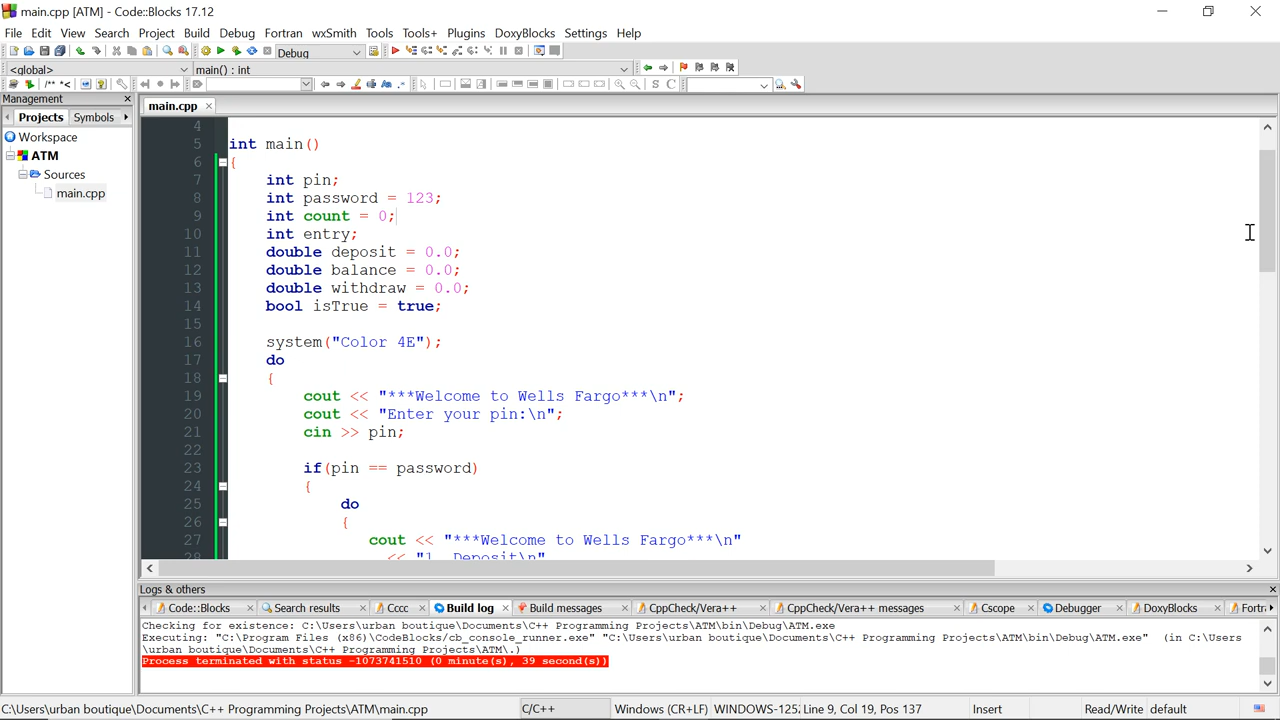 main.cpp [ATM] - Code::Blocks 17.12
File Edit View Search Project Build Debug Fortran wxSmith Tools Tools+ Plugins DoxyBlocks Settings Help
Debug
<global> main() : int
/** *< S C
Management
main.cpp
Projects Symbols
Workspace
ATM
Sources
main.cpp
4
5 int main()
6 {
7 int pin;
8 int password = 123;
9 int count = 0;
10 int entry;
11 double deposit = 0.0;
12 double balance = 0.0;
13 double withdraw = 0.0;
14 bool isTrue = true;
15
16 system("Color 4E");
17 do
18 {
19 cout << "***Welcome to Wells Fargo***\n";
20 cout << "Enter your pin:\n";
21 cin >> pin;
22
23 if(pin == password)
24 {
25 do
26 {
27 cout << "***Welcome to Wells Fargo***\n"
28 << "1. Deposit\n"
Logs & others
Code::Blocks Search results Cccc Build log Build messages CppCheck/Vera++ CppCheck/Vera++ messages Cscope Debugger DoxyBlocks Fortr
Checking for existence: C:\Users\urban boutique\Documents\C++ Programming Projects\ATM\bin\Debug\ATM.exe
Executing: "C:\Program Files (x86)\CodeBlocks/cb_console_runner.exe" "C:\Users\urban boutique\Documents\C++ Programming Projects\ATM\bin\Debug\ATM.exe" (in C:\Users
\urban boutique\Documents\C++ Programming Projects\ATM\.)
Process terminated with status -1073741510 (0 minute(s), 39 second(s))
C:\Users\urban boutique\Documents\C++ Programming Projects\ATM\main.cpp C/C++ Windows (CR+LF) WINDOWS-1252 Line 9, Col 19, Pos 137 Insert Read/Write default